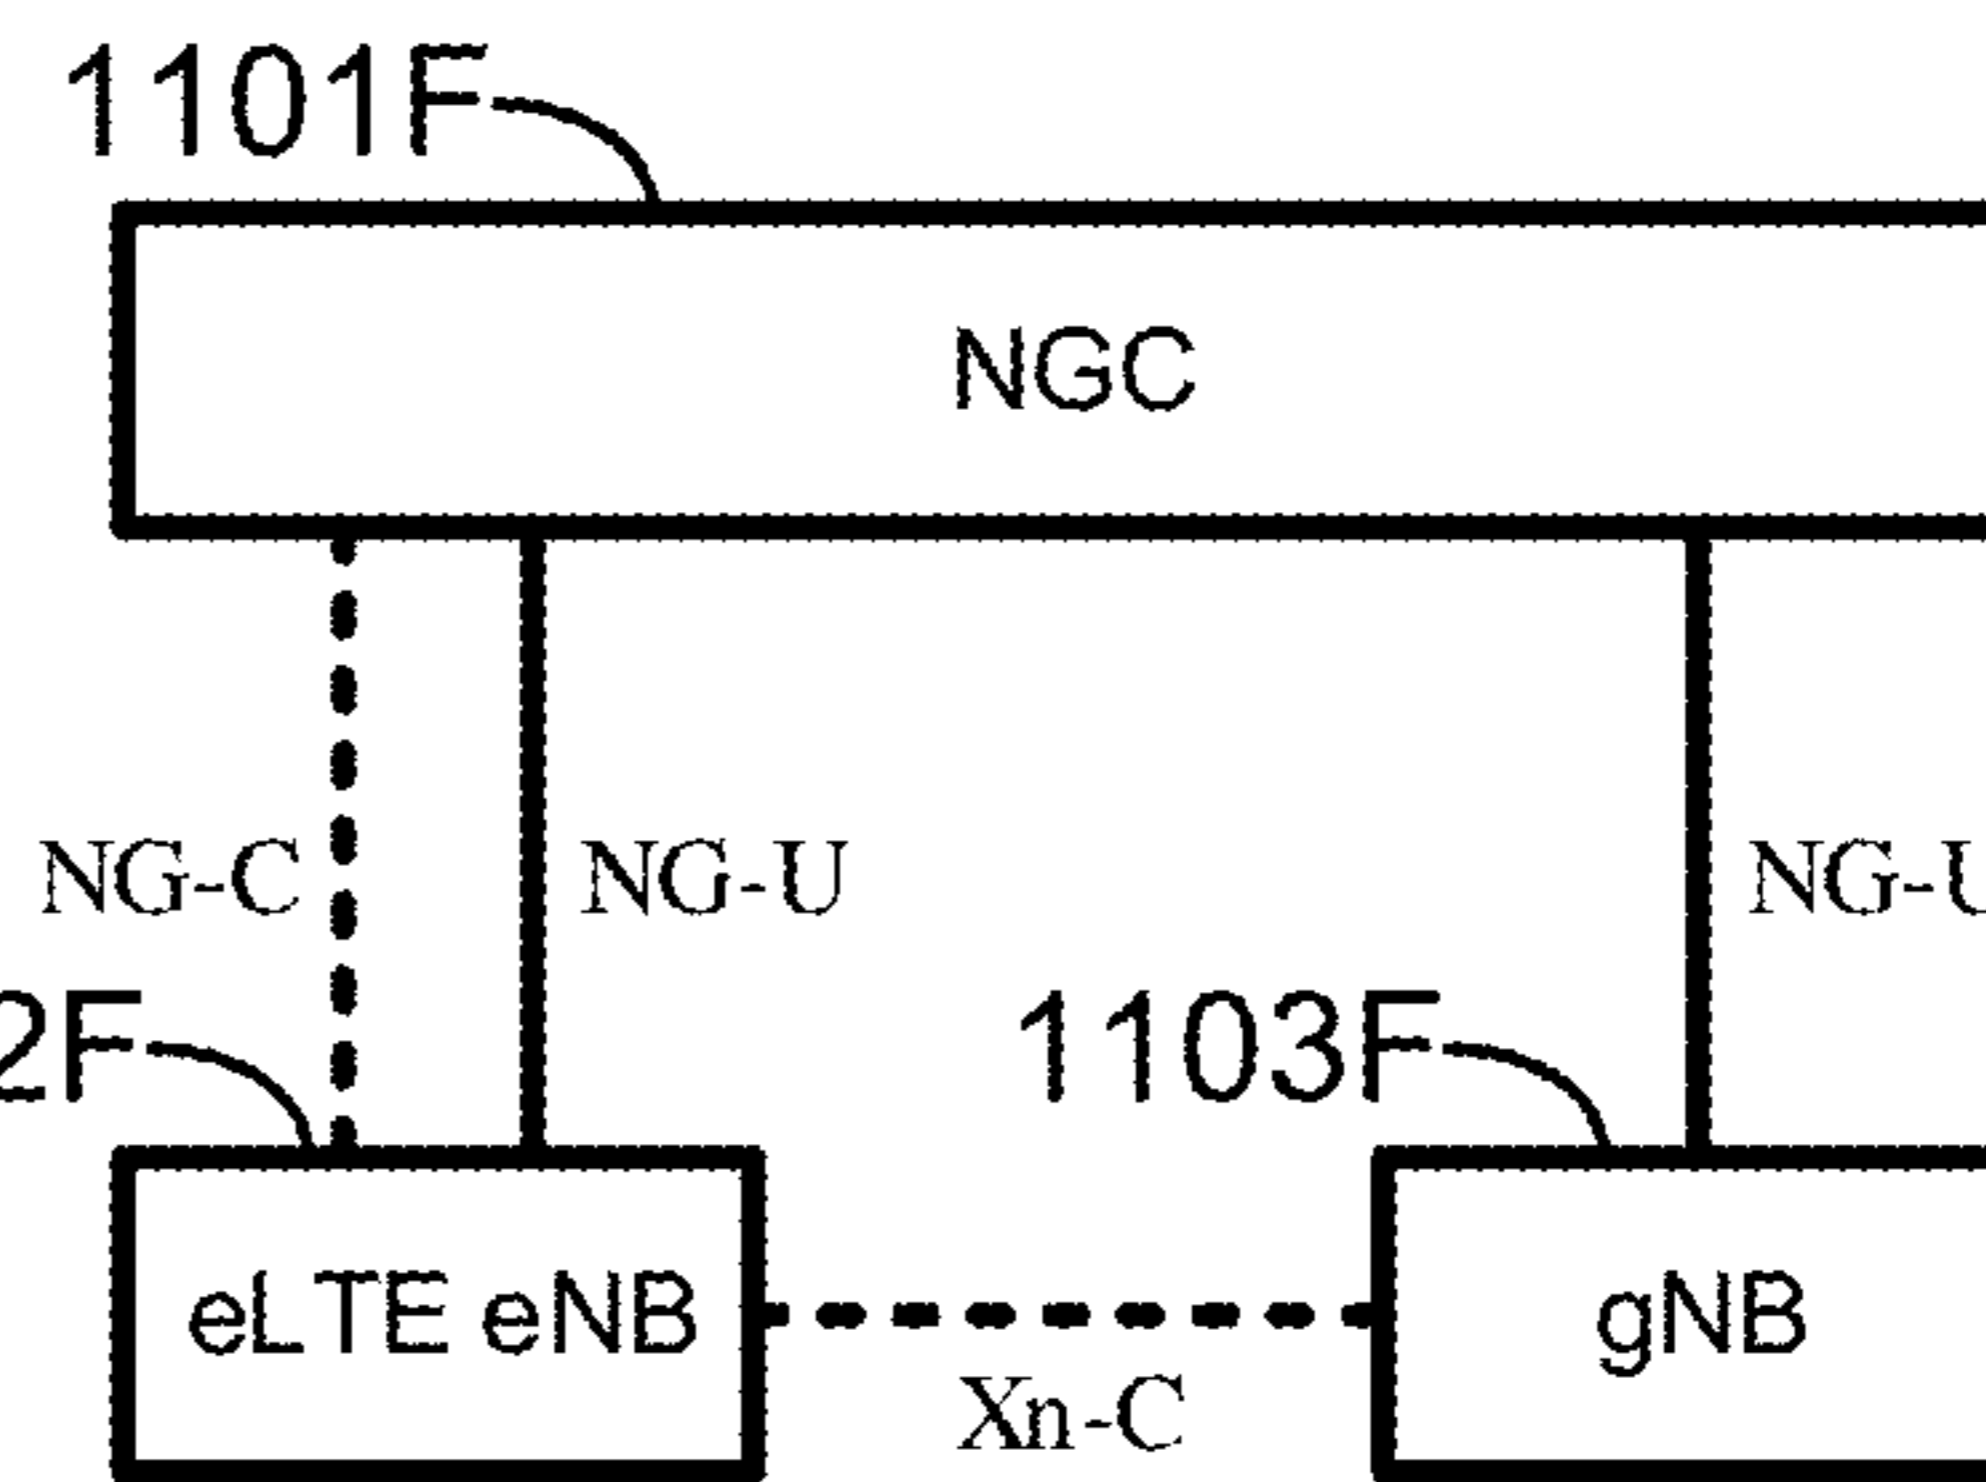 1101F
NGC
NG-C NG-U NG-U
2F 1103F
eLTE eNB gNB
Xn-C